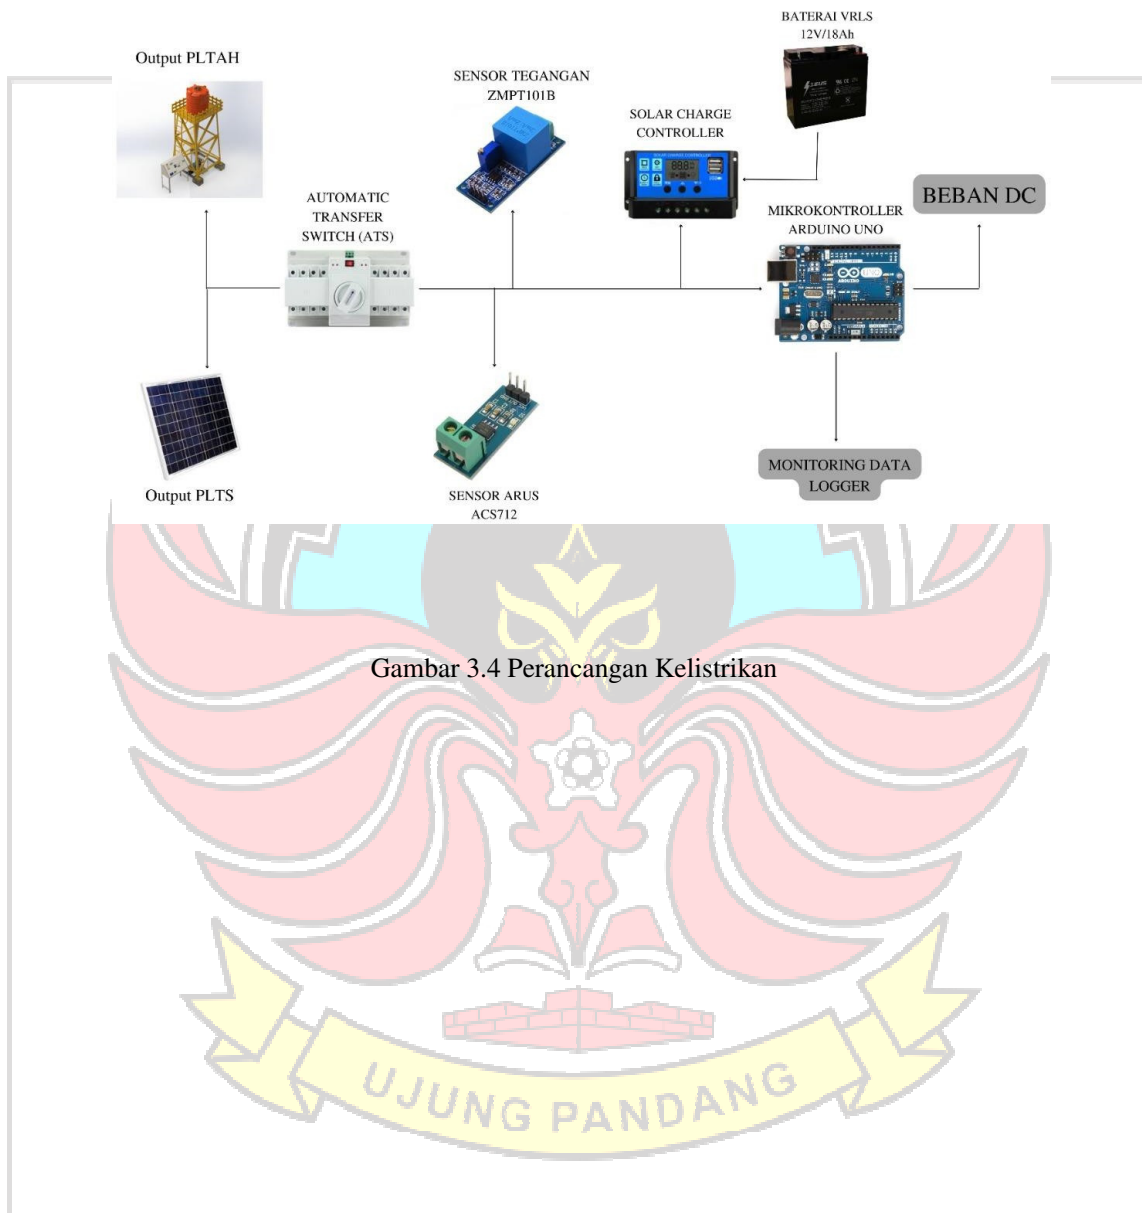 BATERAI VRLS
12V/18Ah
Output PLTAH
SENSOR TEGANGAN
ZMPT101B
SOLAR CHARGE
CONTROLLER
AUTOMATIC
TRANSFER
SWITCH (ATS)
MIKROKONTROLLER
ARDUINO UNO
BEBAN DC
Output PLTS
SENSOR ARUS
ACS712
MONITORING DATA
LOGGER
Gambar 3.4 Perancangan Kelistrikan
UJUNG PANDANG